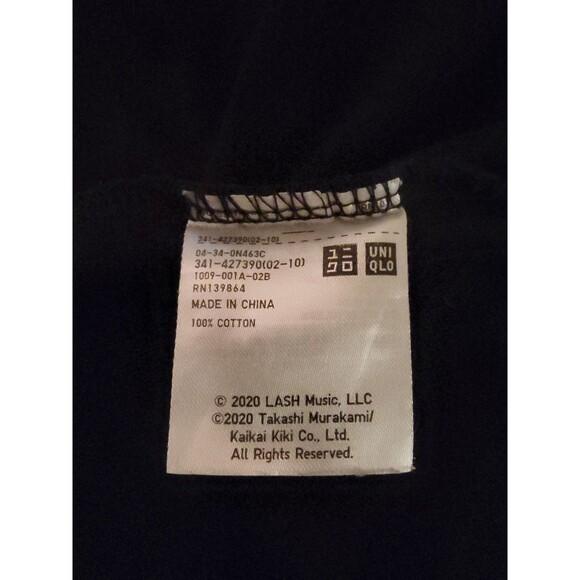 341-427390(02-10)
04-34-0N463C
341-427390(02-10)
1009-001A-02B
RN139864
MADE IN CHINA
100% COTTON
ユニ
クロ
UNI
QLO
© 2020 LASH Music, LLC
©2020 Takashi Murakami/
Kaikai Kiki Co., Ltd.
All Rights Reserved.